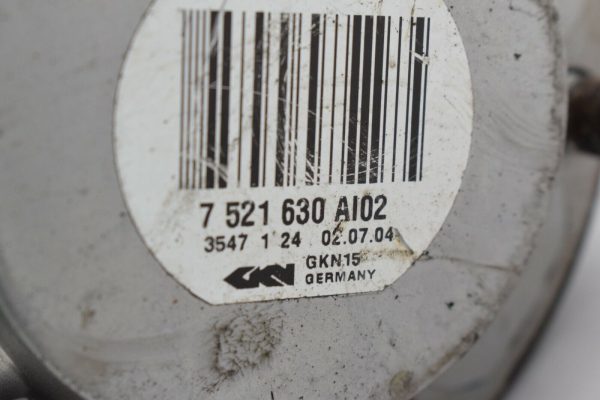 7 521 630 AI02
3547 1 24 02.07.04
GKN15
GKN GERMANY